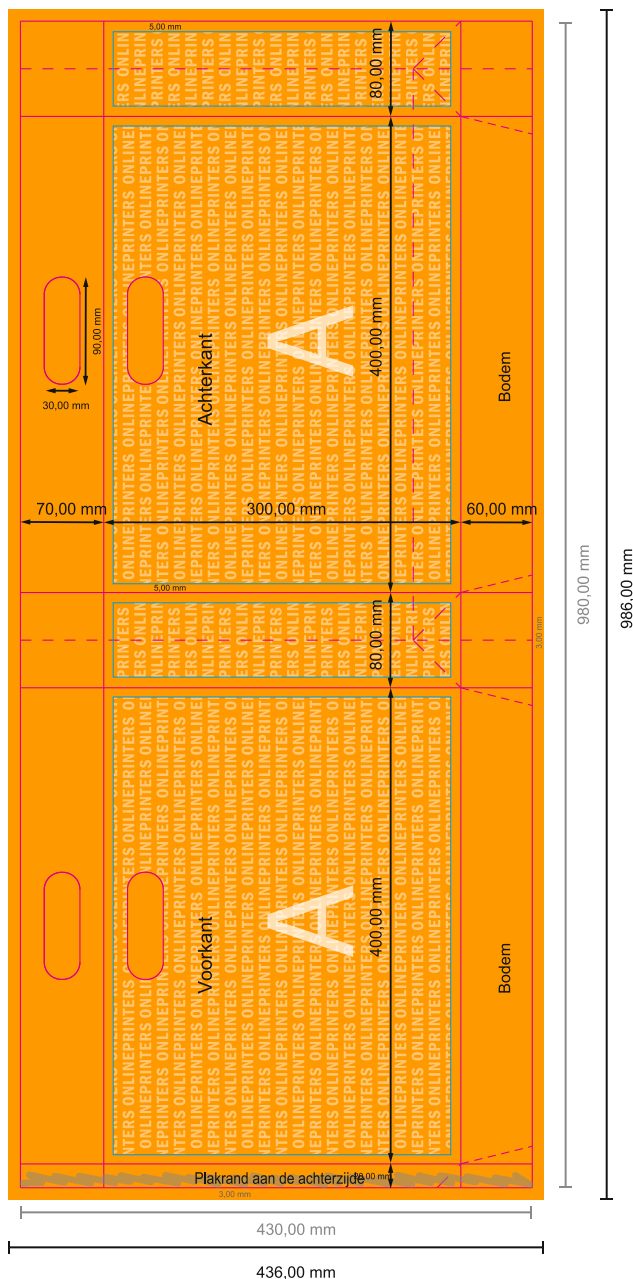 5,00 mm
80,00 mm
Achterkant
A
400,00 mm
Bodem
90,00 mm
30,00 mm
70,00 mm
300,00 mm
60,00 mm
5,00 mm
80,00 mm
3,00 mm
980,00 mm
986,00 mm
ONLINEPRINTERS ONLINEPRINTERS ONLINEPRINTERS
Voorkant
A
400,00 mm
Bodem
Plakrand aan de achterzijde
3,00 mm
430,00 mm
436,00 mm